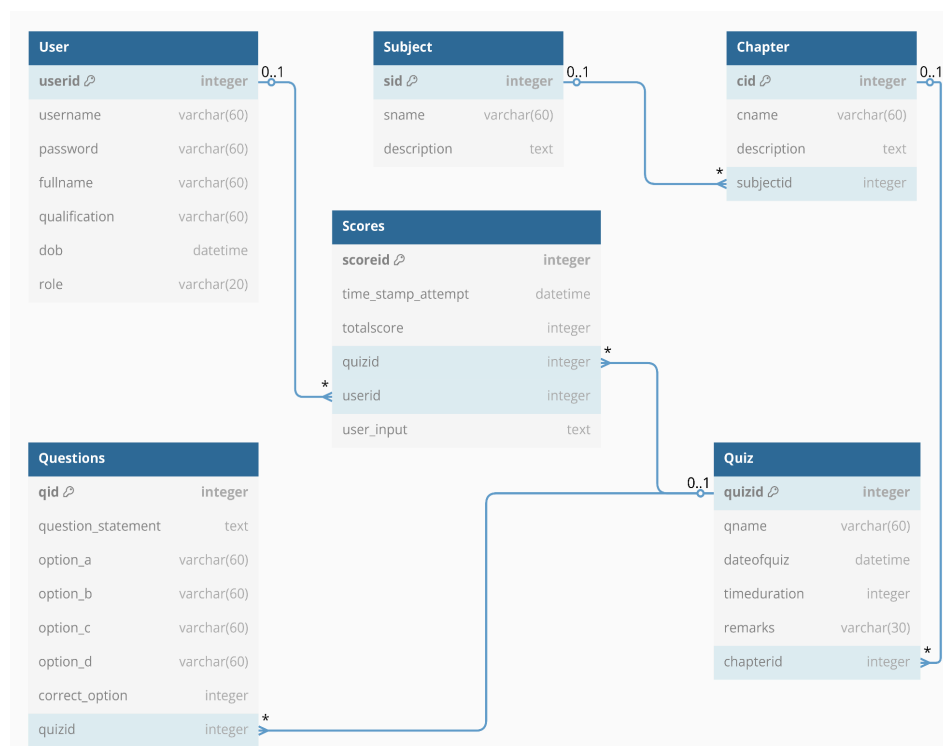 User
userid integer
username varchar(60)
password varchar(60)
fullname varchar(60)
qualification varchar(60)
dob datetime
role varchar(20)
0..1
*
Subject
sid integer
sname varchar(60)
description text
0..1
*
Chapter
cid integer
cname varchar(60)
description text
subjectid integer
0..1
*
Scores
scoreid integer
time_stamp_attempt datetime
totalscore integer
quizid integer
userid integer
user_input text
*
0..1
Questions
qid integer
question_statement text
option_a varchar(60)
option_b varchar(60)
option_c varchar(60)
option_d varchar(60)
correct_option integer
quizid integer
*
Quiz
quizid integer
qname varchar(60)
dateofquiz datetime
timeduration integer
remarks varchar(30)
chapterid integer